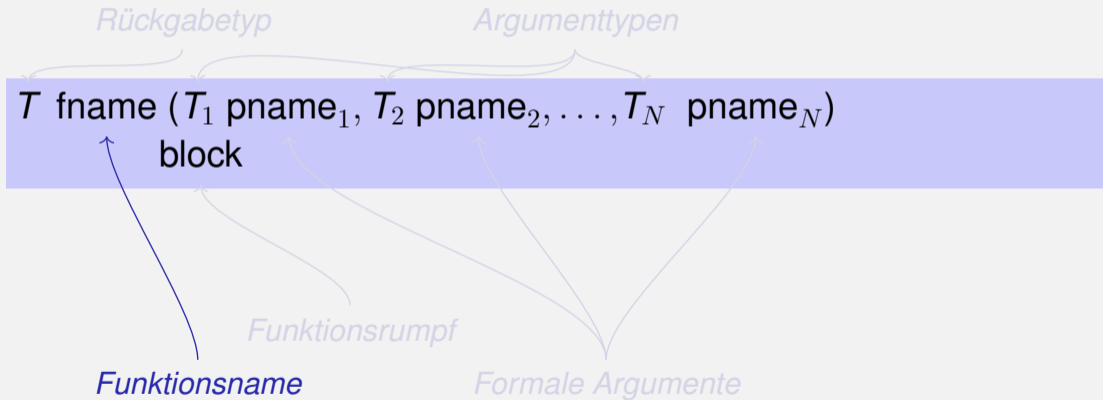 Rückgabetyp Argumenttypen
T fname (T₁ pname₁, T₂ pname₂, . . . ,T_N pname_N)
block
Funktionsrumpf
Funktionsname Formale Argumente